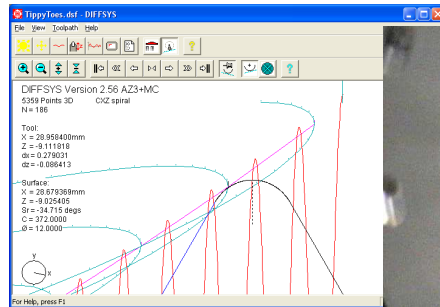 TippyToes.dsf - DIFFSYS
File View Toolpath Help
DIFFSYS Version 2.56 AZ3+MC
5359 Points 3D CXZ spiral
N = 186
Tool:
X = 28.958400mm
Z = -9.111818
dx = 0.279031
dz = -0.086413
Surface:
X = 28.679369mm
Z = -9.025405
Sr = -34.715 degs
C = 372.0000
Ø = 12.0000
Y
X
For Help, press F1